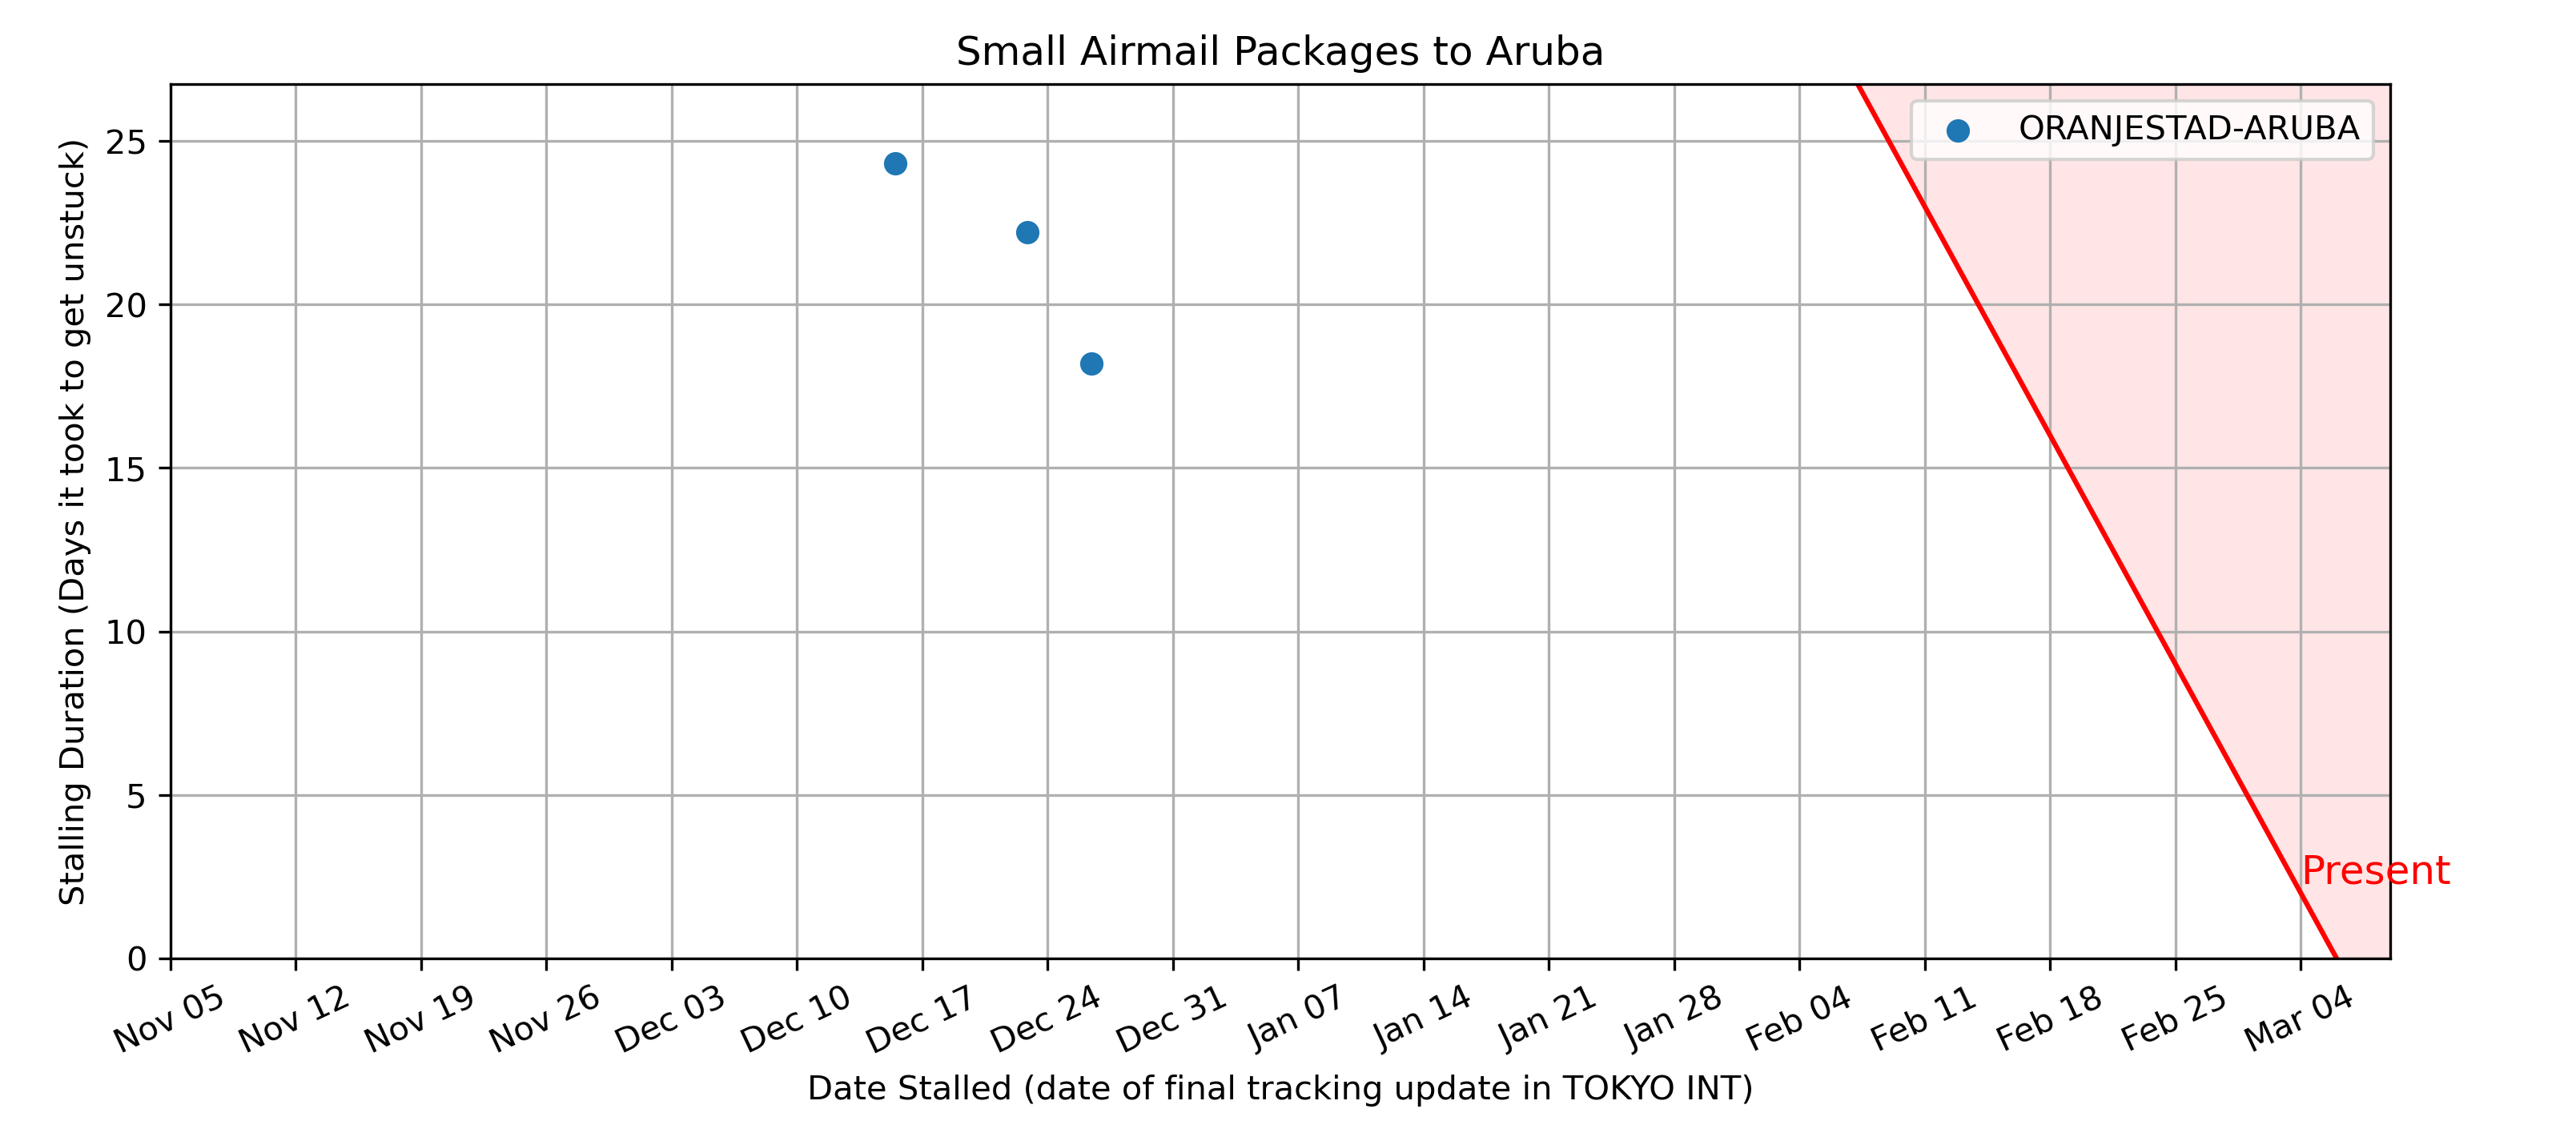 Small Airmail Packages to Aruba
ORANJESTAD-ARUBA
Stalling Duration (Days it took to get unstuck)
25
20
15
10
5
0
Present
Nov 05
Nov 12
Nov 19
Nov 26
Dec 03
Dec 10
Dec 17
Dec 24
Dec 31
Jan 07
Jan 14
Jan 21
Jan 28
Feb 04
Feb 11
Feb 18
Feb 25
Mar 04
Date Stalled (date of final tracking update in TOKYO INT)